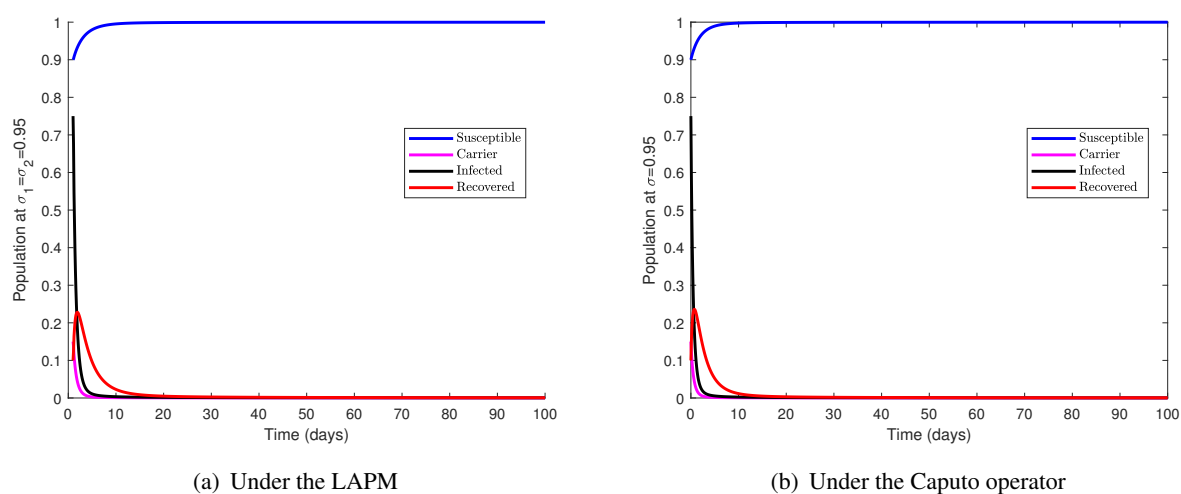 1
0.9
0.8
0.7
0.6
0.5
0.4
0.3
0.2
0.1
0
Population at σ₁=σ₂=0.95
Susceptible
Carrier
Infected
Recovered
0 10 20 30 40 50 60 70 80 90 100
Time (days)
(a) Under the LAPM
1
0.9
0.8
0.7
0.6
0.5
0.4
0.3
0.2
0.1
0
Population at σ=0.95
Susceptible
Carrier
Infected
Recovered
0 10 20 30 40 50 60 70 80 90 100
Time (days)
(b) Under the Caputo operator